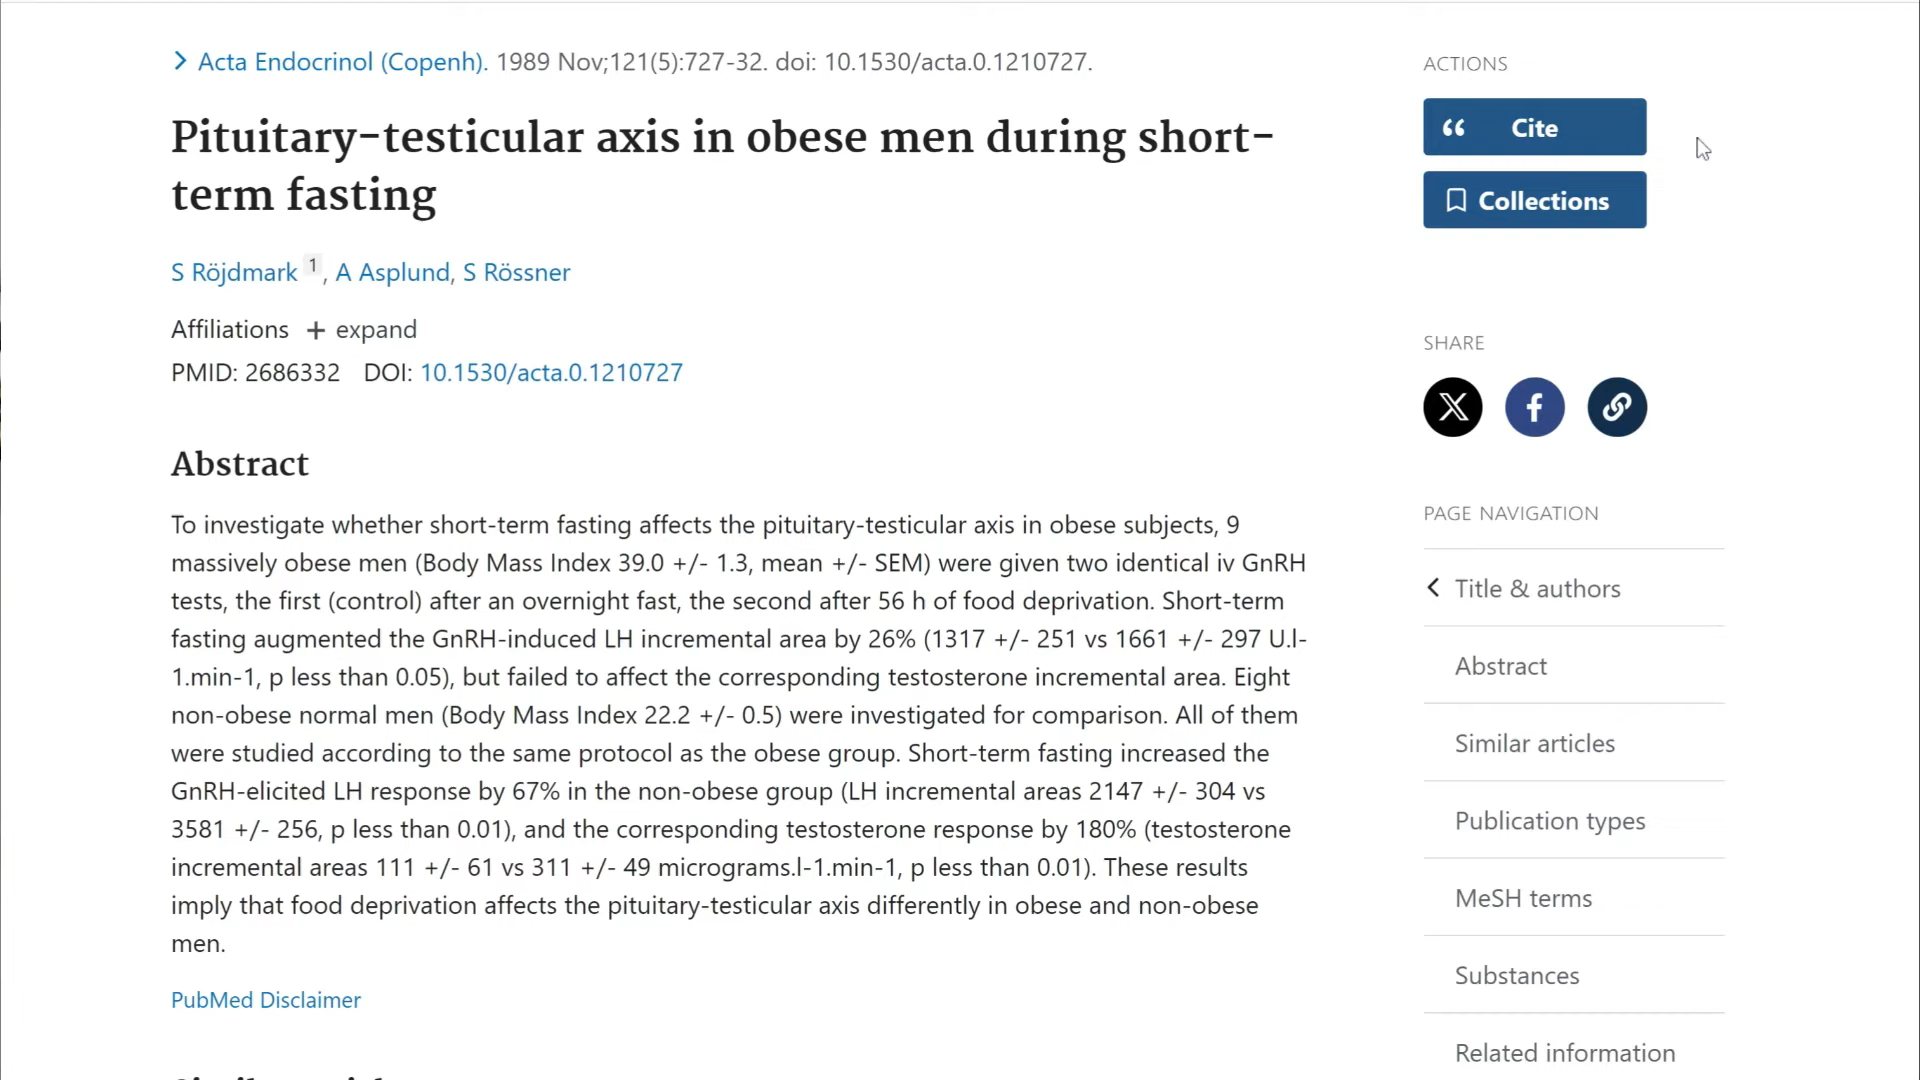 Acta Endocrinol (Copenh). 1989 Nov;121(5):727-32. doi: 10.1530/acta.0.1210727.
Pituitary-testicular axis in obese men during short-
term fasting
S Röjdmark 1, A Asplund, S Rössner
Affiliations + expand
PMID: 2686332 DOI: 10.1530/acta.0.1210727
Abstract
To investigate whether short-term fasting affects the pituitary-testicular axis in obese subjects, 9
massively obese men (Body Mass Index 39.0 +/- 1.3, mean +/- SEM) were given two identical iv GnRH
tests, the first (control) after an overnight fast, the second after 56 h of food deprivation. Short-term
fasting augmented the GnRH-induced LH incremental area by 26% (1317 +/- 251 vs 1661 +/- 297 U.l-
1.min-1, p less than 0.05), but failed to affect the corresponding testosterone incremental area. Eight
non-obese normal men (Body Mass Index 22.2 +/- 0.5) were investigated for comparison. All of them
were studied according to the same protocol as the obese group. Short-term fasting increased the
GnRH-elicited LH response by 67% in the non-obese group (LH incremental areas 2147 +/- 304 vs
3581 +/- 256, p less than 0.01), and the corresponding testosterone response by 180% (testosterone
incremental areas 111 +/- 61 vs 311 +/- 49 micrograms.l-1.min-1, p less than 0.01). These results
imply that food deprivation affects the pituitary-testicular axis differently in obese and non-obese
men.
PubMed Disclaimer
ACTIONS
Cite
Collections
SHARE
PAGE NAVIGATION
Title & authors
Abstract
Similar articles
Publication types
MeSH terms
Substances
Related information